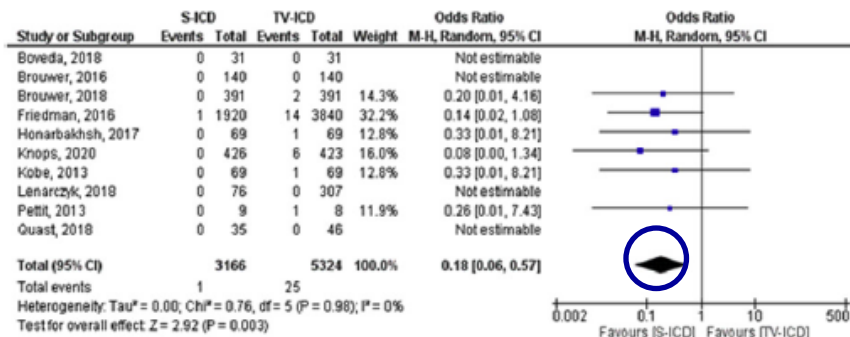 S-ICD TV-ICD Odds Ratio Odds Ratio
Study or Subgroup Events Total Events Total Weight M-H, Random, 95% CI M-H, Random, 95% CI
Boveda, 2018 0 31 0 31 Not estimable
Brouwer, 2016 0 140 0 140 Not estimable
Brouwer, 2018 0 391 2 391 14.3% 0.20 [0.01, 4.16]
Friedman, 2016 1 1920 14 3840 32.2% 0.14 [0.02, 1.08]
Honarbakhsh, 2017 0 69 1 69 12.8% 0.33 [0.01, 8.21]
Knops, 2020 0 426 6 423 16.0% 0.08 [0.00, 1.34]
Kobe, 2013 0 69 1 69 12.8% 0.33 [0.01, 8.21]
Lenarczyk, 2018 0 76 0 307 Not estimable
Pettit, 2013 0 9 1 8 11.9% 0.26 [0.01, 7.43]
Quast, 2018 0 35 0 46 Not estimable
Total (95% CI) 3166 5324 100.0% 0.18 [0.06, 0.57]
Total events 1 25
Heterogeneity: Tau² = 0.00; Chi² = 0.76, df = 5 (P = 0.98); I² = 0%
Test for overall effect: Z = 2.92 (P = 0.003)
0.002 0.1 1 10 500
Favours [S-ICD] Favours [TV-ICD]